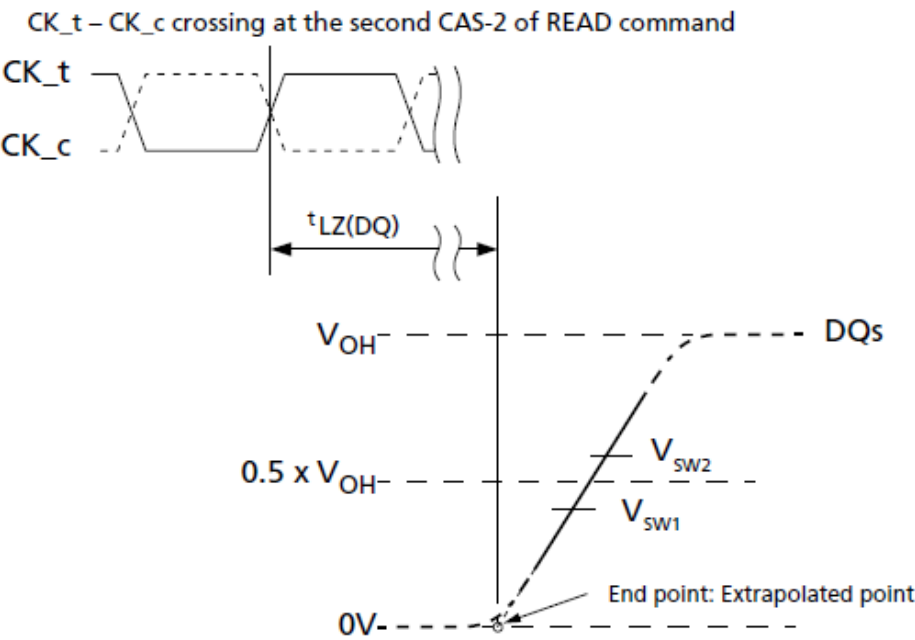 CK_t – CK_c crossing at the second CAS-2 of READ command
CK_t
CK_c
tLZ(DQ)
VOH
DQs
0.5 x VOH
VSW2
VSW1
End point: Extrapolated point
0V